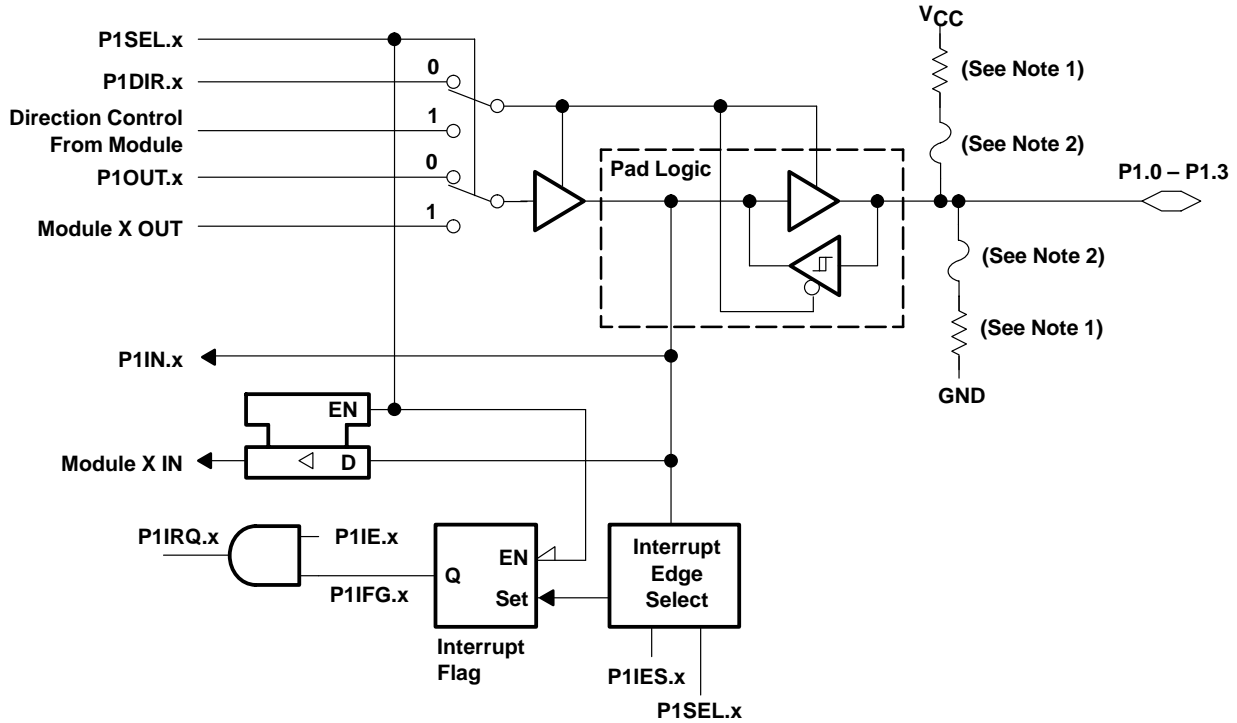 VCC
P1SEL.x
(See Note 1)
0
P1DIR.x
Direction Control
From Module
1
(See Note 2)
Pad Logic
0
P1OUT.x
P1.0 – P1.3
1
Module X OUT
(See Note 2)
(See Note 1)
P1IN.x
GND
EN
Module X IN
D
P1IRQ.x
P1IE.x
EN
Interrupt
Edge
Select
Q
P1IFG.x
Set
Interrupt
Flag
P1IES.x
P1SEL.x